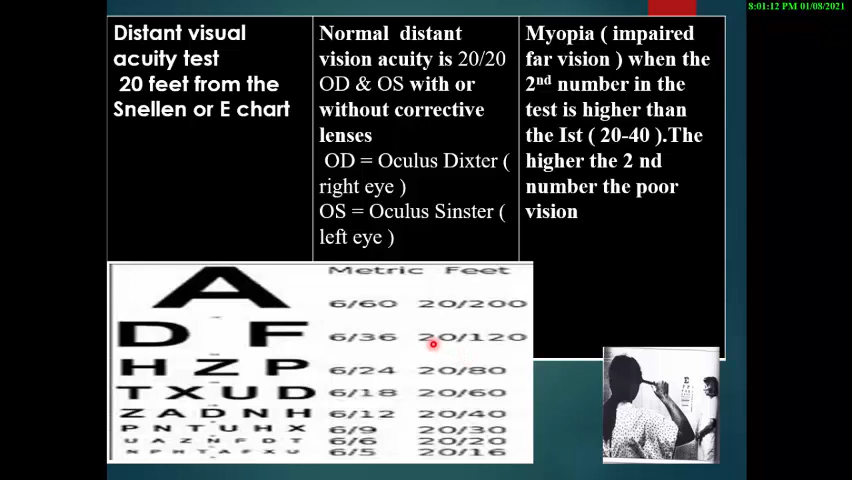 8:01:12 PM 01/08/2021
Distant visual
acuity test
20 feet from the
Snellen or E chart
Normal distant
vision acuity is 20/20
OD & OS with or
without corrective
lenses
OD = Oculus Dixter (
right eye )
OS = Oculus Sinster (
left eye )
Myopia ( impaired
far vision ) when the
2nd number in the
test is higher than
the Ist ( 20-40 ).The
higher the 2 nd
number the poor
vision
Metric Feet
A 6/60 20/200
D F 6/36 20/120
H Z P 6/24 20/80
T X U D 6/18 20/60
Z A D N H 6/12 20/40
P N T U H X 6/9 20/30
U A Z N F D T 6/6 20/20
N P H T A F X U 6/5 20/16
E